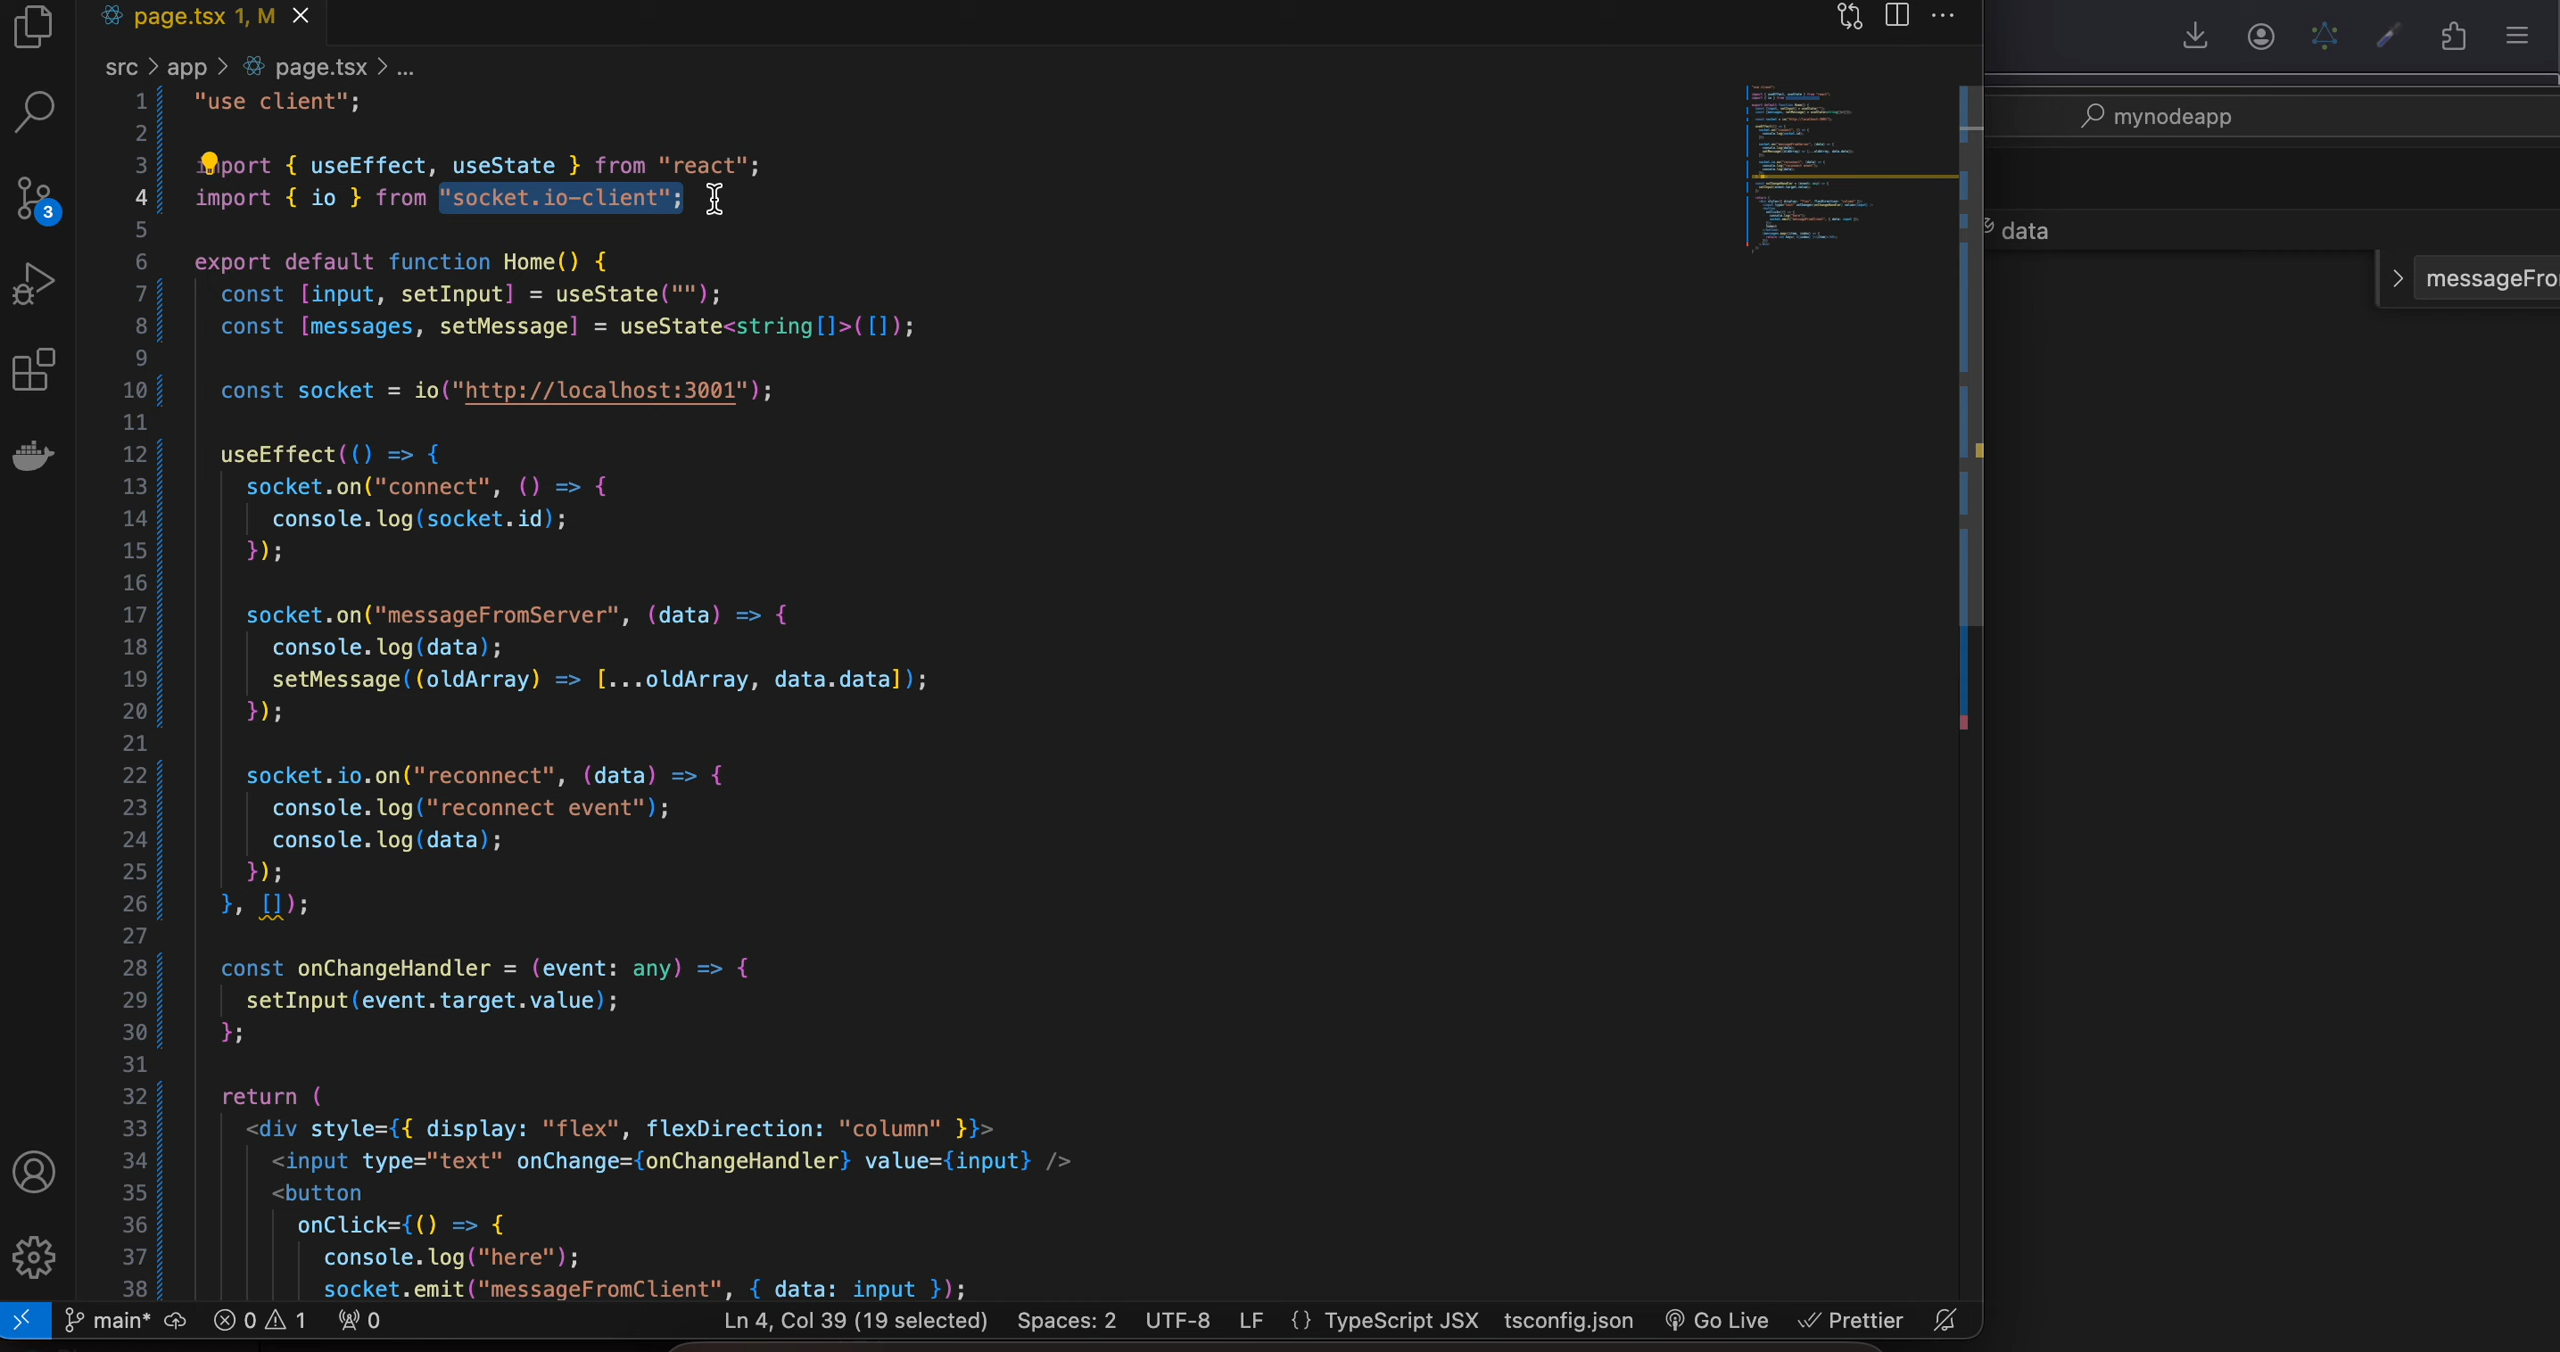 page.tsx 1, M
src > app > page.tsx > ...
1 "use client";
2
3 import { useEffect, useState } from "react";
4 import { io } from "socket.io-client";
5
6 export default function Home() {
7 const [input, setInput] = useState("");
8 const [messages, setMessage] = useState<string[]>([]);
9
10 const socket = io("http://localhost:3001");
11
12 useEffect(() => {
13 socket.on("connect", () => {
14 console.log(socket.id);
15 });
16
17 socket.on("messageFromServer", (data) => {
18 console.log(data);
19 setMessage((oldArray) => [...oldArray, data.data]);
20 });
21
22 socket.io.on("reconnect", (data) => {
23 console.log("reconnect event");
24 console.log(data);
25 });
26 }, []);
27
28 const onChangeHandler = (event: any) => {
29 setInput(event.target.value);
30 };
31
32 return (
33 <div style={{ display: "flex", flexDirection: "column" }}>
34 <input type="text" onChange={onChangeHandler} value={input} />
35 <button
36 onClick={() => {
37 console.log("here");
38 socket.emit("messageFromClient", { data: input });
3
main* 0 1 0 Ln 4, Col 39 (19 selected) Spaces: 2 UTF-8 LF {} TypeScript JSX tsconfig.json Go Live Prettier
mynodeapp
data
messageFro